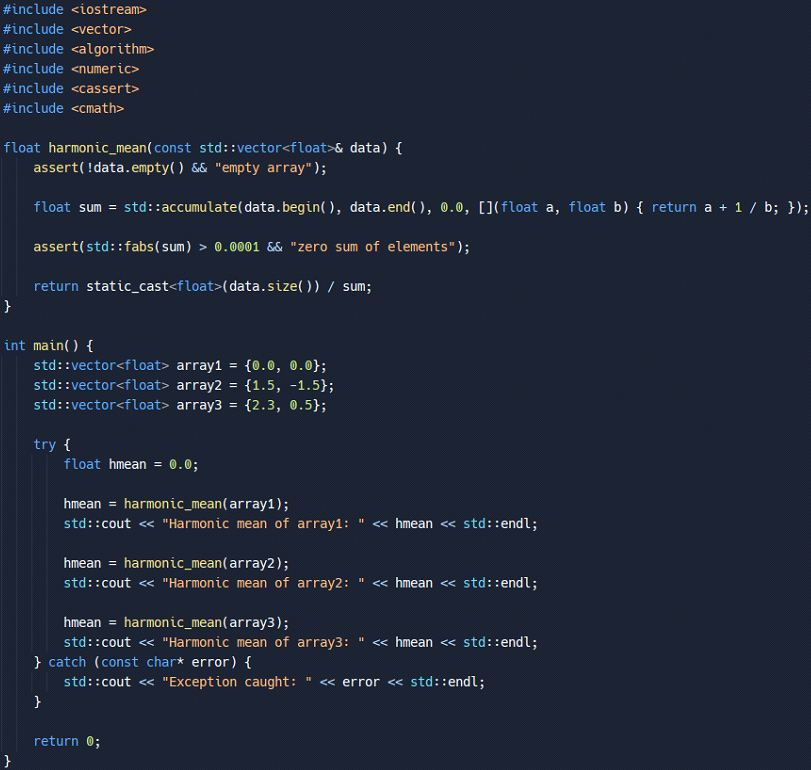 #include <iostream>
#include <vector>
#include <algorithm>
#include <numeric>
#include <cassert>
#include <cmath>

float harmonic_mean(const std::vector<float>& data) {
    assert(!data.empty() && "empty array");

    float sum = std::accumulate(data.begin(), data.end(), 0.0, [](float a, float b) { return a + 1 / b; });

    assert(std::fabs(sum) > 0.0001 && "zero sum of elements");

    return static_cast<float>(data.size()) / sum;
}

int main() {
    std::vector<float> array1 = {0.0, 0.0};
    std::vector<float> array2 = {1.5, -1.5};
    std::vector<float> array3 = {2.3, 0.5};

    try {
        float hmean = 0.0;

        hmean = harmonic_mean(array1);
        std::cout << "Harmonic mean of array1: " << hmean << std::endl;

        hmean = harmonic_mean(array2);
        std::cout << "Harmonic mean of array2: " << hmean << std::endl;

        hmean = harmonic_mean(array3);
        std::cout << "Harmonic mean of array3: " << hmean << std::endl;
    } catch (const char* error) {
        std::cout << "Exception caught: " << error << std::endl;
    }

    return 0;
}